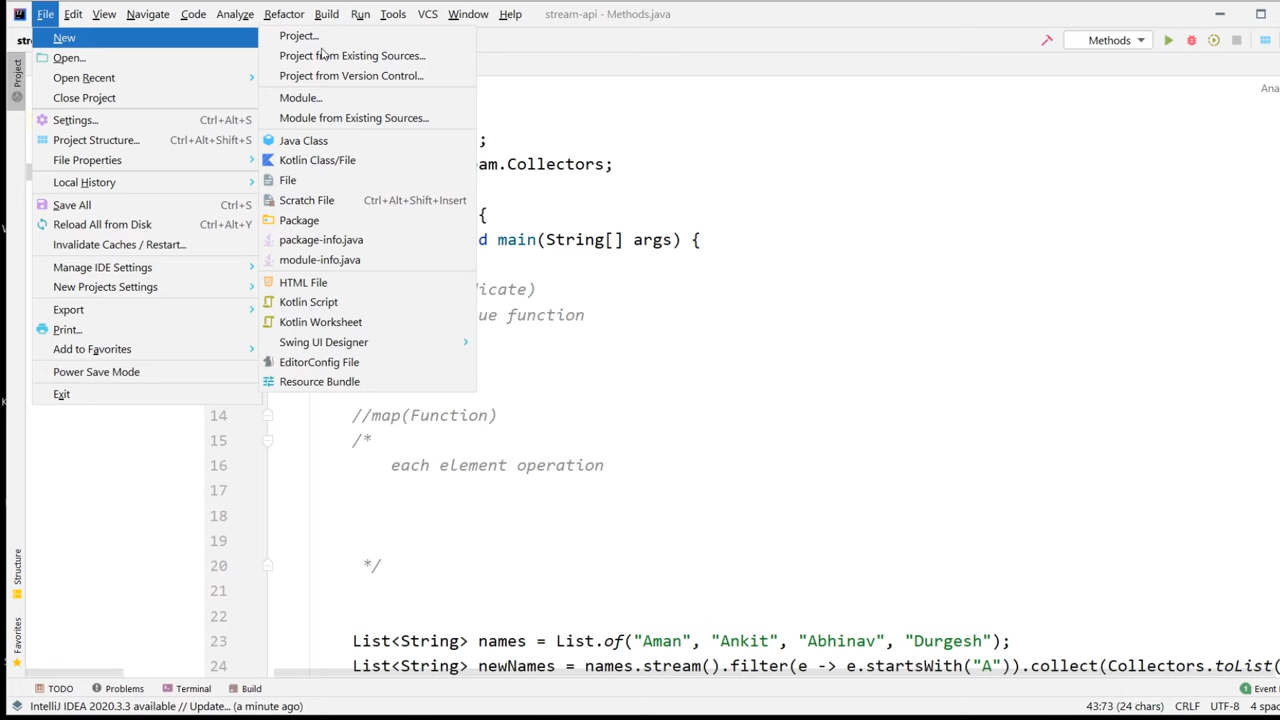 File Edit View Navigate Code Analyze Refactor Build Run Tools VCS Window Help stream-api - Methods.java
New
Open...
Open Recent
Close Project
Settings... Ctrl+Alt+S
Project Structure... Ctrl+Alt+Shift+S
File Properties
Local History
Save All Ctrl+S
Reload All from Disk Ctrl+Alt+Y
Invalidate Caches / Restart...
Manage IDE Settings
New Projects Settings
Export
Print...
Add to Favorites
Power Save Mode
Exit
Project...
Project from Existing Sources...
Project from Version Control...
Module...
Module from Existing Sources...
Java Class
Kotlin Class/File
File
Scratch File Ctrl+Alt+Shift+Insert
Package
package-info.java
module-info.java
HTML File
Kotlin Script
Kotlin Worksheet
Swing UI Designer
EditorConfig File
Resource Bundle
Methods
Project
Structure
Favorites
;
am.Collectors;
{
d main(String[] args) {
dicate)
ue function
14 //map(Function)
15 /*
16 each element operation
17
18
19
20 */
21
22
23 List<String> names = List.of("Aman", "Ankit", "Abhinav", "Durgesh");
24 List<String> newNames = names.stream().filter(e -> e.startsWith("A")).collect(Collectors.toList(
TODO Problems Terminal Build 1 Event
IntelliJ IDEA 2020.3.3 available // Update... (a minute ago) 43:73 (24 chars) CRLF UTF-8 4 spac